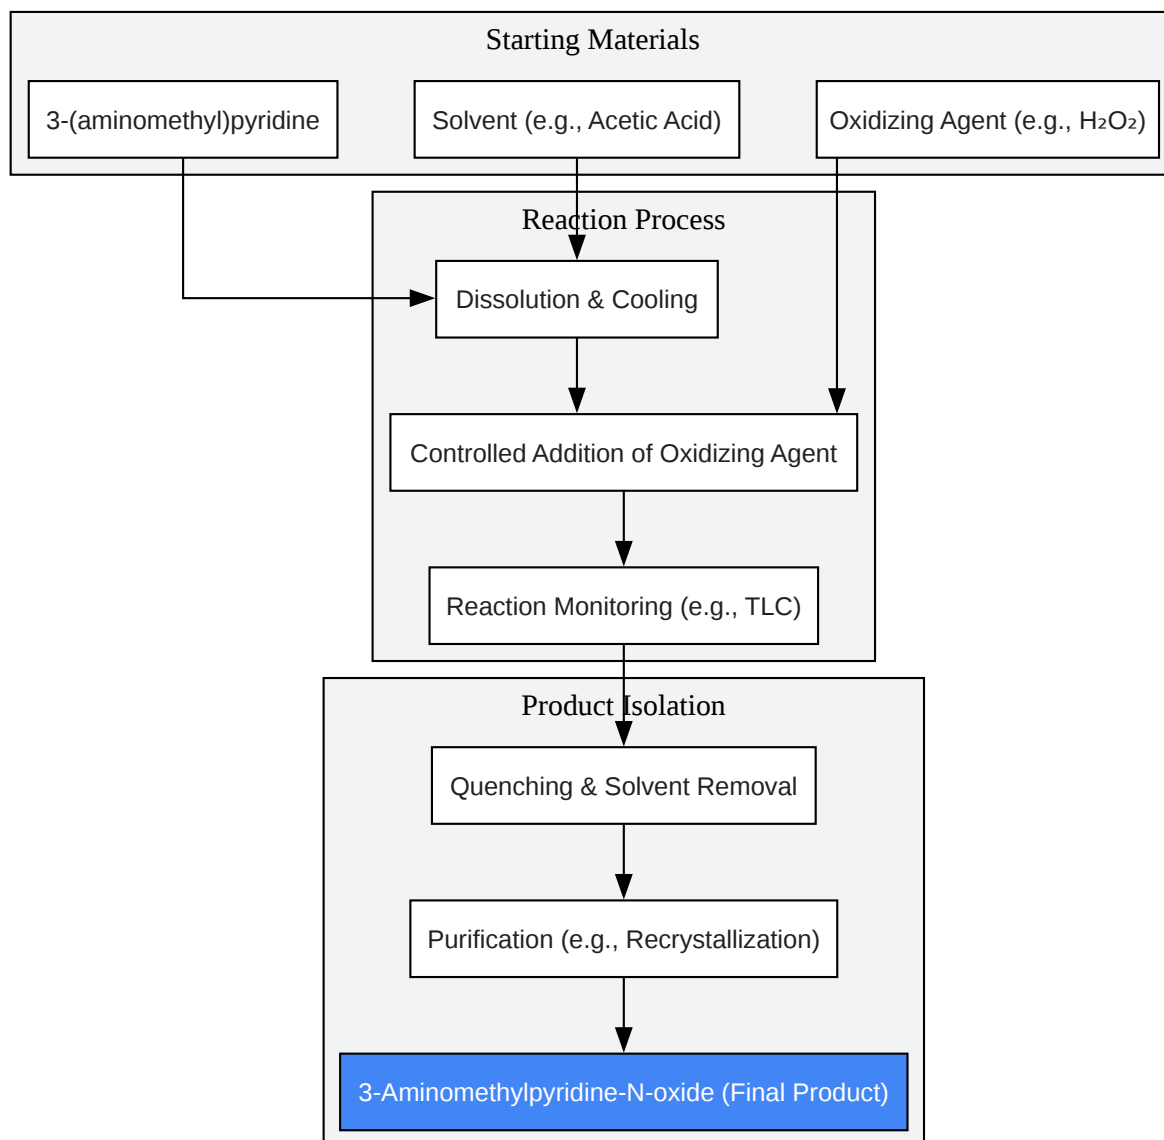 Starting Materials
3-(aminomethyl)pyridine
Solvent (e.g., Acetic Acid)
Oxidizing Agent (e.g., H₂O₂)
Reaction Process
Dissolution & Cooling
Controlled Addition of Oxidizing Agent
Reaction Monitoring (e.g., TLC)
Product Isolation
Quenching & Solvent Removal
Purification (e.g., Recrystallization)
3-Aminomethylpyridine-N-oxide (Final Product)